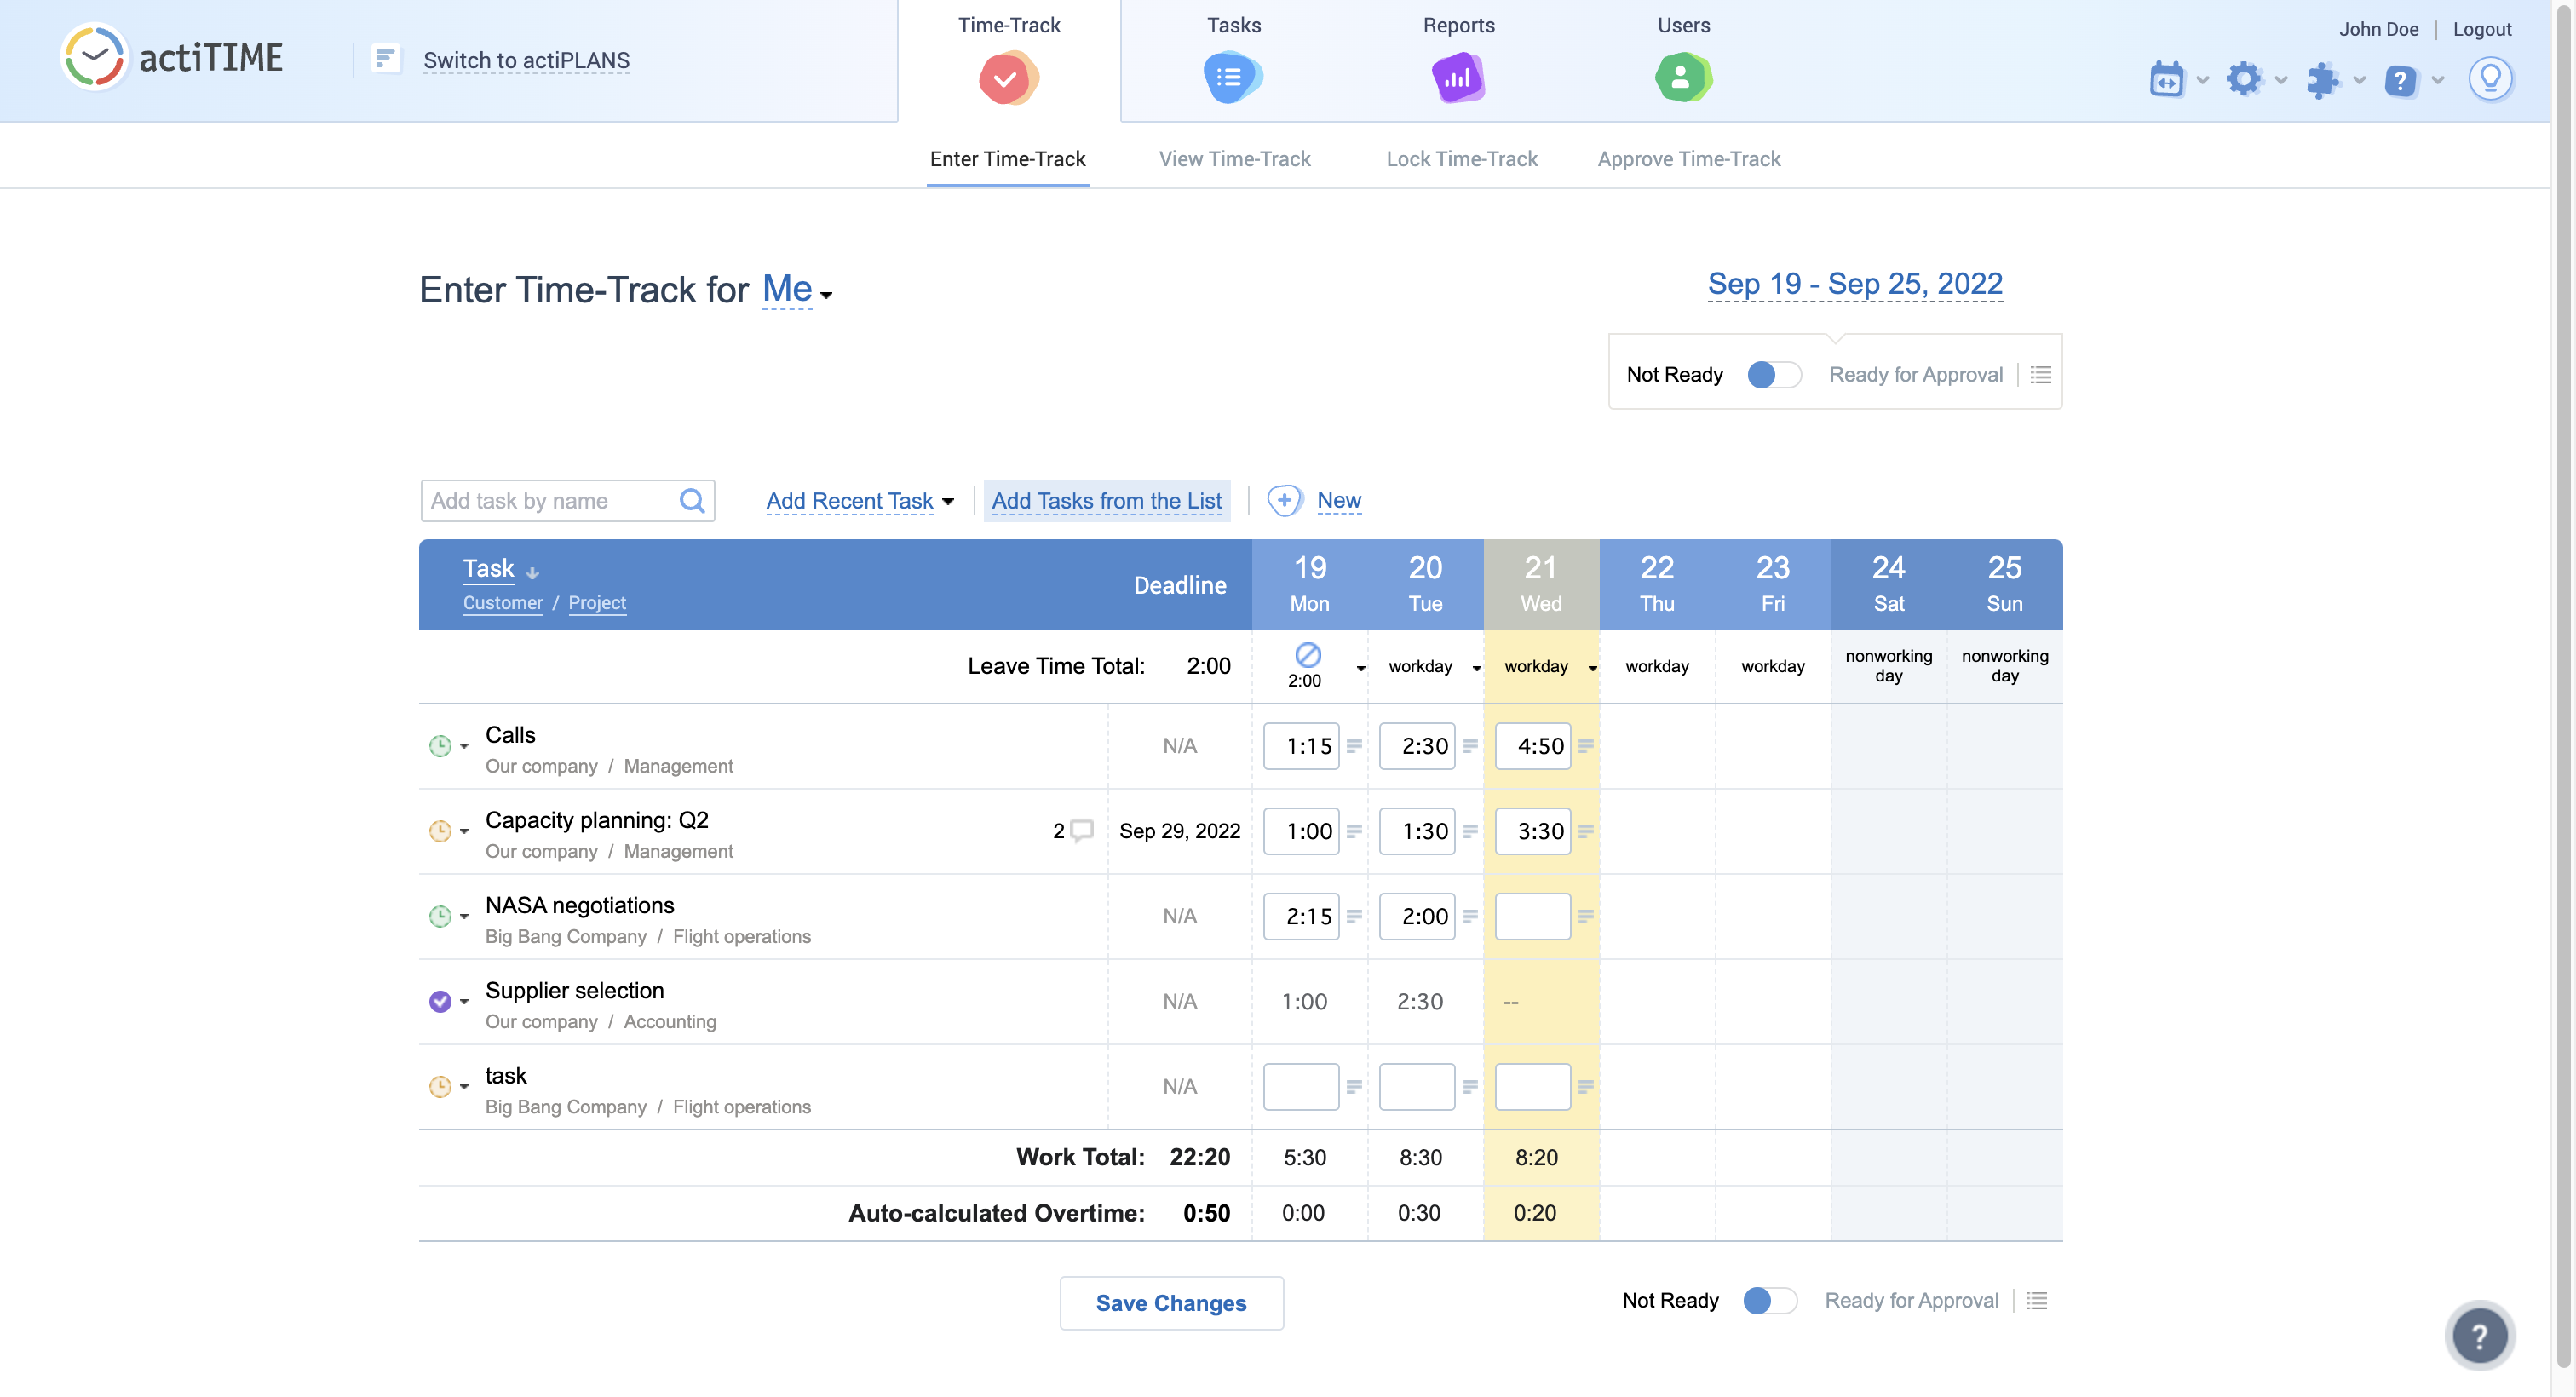 actiTIME
Switch to actiPLANS
Time-Track
Tasks
Reports
Users
John Doe | Logout
Enter Time-Track
View Time-Track
Lock Time-Track
Approve Time-Track
Enter Time-Track for Me
Sep 19 - Sep 25, 2022
Not Ready
Ready for Approval
Add task by name
Add Recent Task
Add Tasks from the List
New
Task
Customer / Project
Deadline
19 Mon
20 Tue
21 Wed
22 Thu
23 Fri
24 Sat
25 Sun
Leave Time Total: 2:00
2:00
workday
workday
workday
workday
nonworking day
nonworking day
Calls
Our company / Management
N/A 1:15 2:30 4:50
Capacity planning: Q2
Our company / Management
2 Sep 29, 2022 1:00 1:30 3:30
NASA negotiations
Big Bang Company / Flight operations
N/A 2:15 2:00
Supplier selection
Our company / Accounting
N/A 1:00 2:30 --
task
Big Bang Company / Flight operations
N/A
Work Total: 22:20 5:30 8:30 8:20
Auto-calculated Overtime: 0:50 0:00 0:30 0:20
Save Changes
Not Ready
Ready for Approval
?